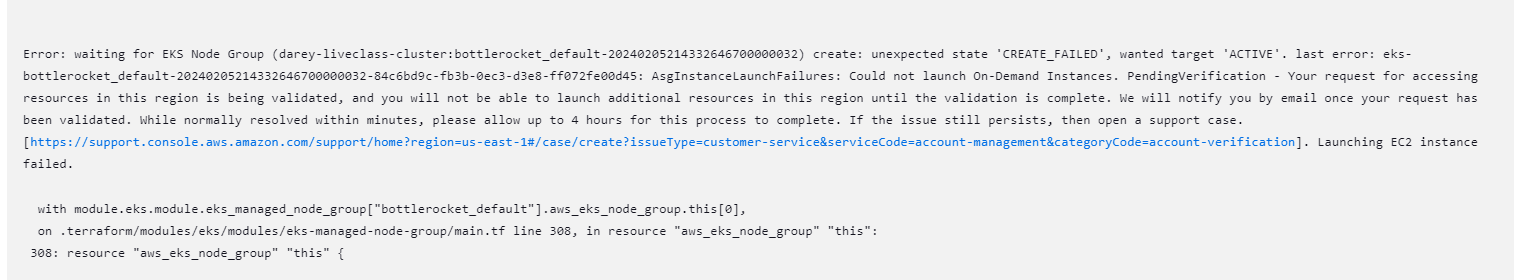 Error: waiting for EKS Node Group (darey-liveclass-cluster:bottlerocket_default-20240205214332646700000032) create: unexpected state 'CREATE_FAILED', wanted target 'ACTIVE'. last error: eks-
bottlerocket_default-20240205214332646700000032-84c6bd9c-fb3b-0ec3-d3e8-ff072fe00d45: AsgInstanceLaunchFailures: Could not launch On-Demand Instances. PendingVerification - Your request for accessing
resources in this region is being validated, and you will not be able to launch additional resources in this region until the validation is complete. We will notify you by email once your request has
been validated. While normally resolved within minutes, please allow up to 4 hours for this process to complete. If the issue still persists, then open a support case.
[https://support.console.aws.amazon.com/support/home?region=us-east-1#/case/create?issueType=customer-service&serviceCode=account-management&categoryCode=account-verification]. Launching EC2 instance
failed.
with module.eks.module.eks_managed_node_group["bottlerocket_default"].aws_eks_node_group.this[0],
on .terraform/modules/eks/modules/eks-managed-node-group/main.tf line 308, in resource "aws_eks_node_group" "this":
308: resource "aws_eks_node_group" "this" {